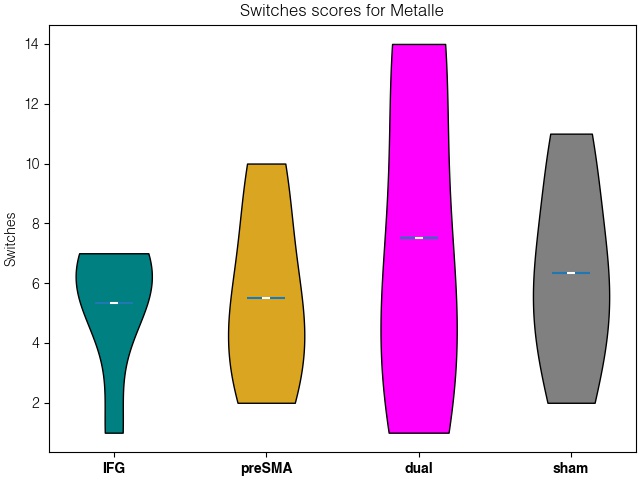 Switches scores for Metalle
14
12
10
8
6
4
2
Switches
IFG
preSMA
dual
sham